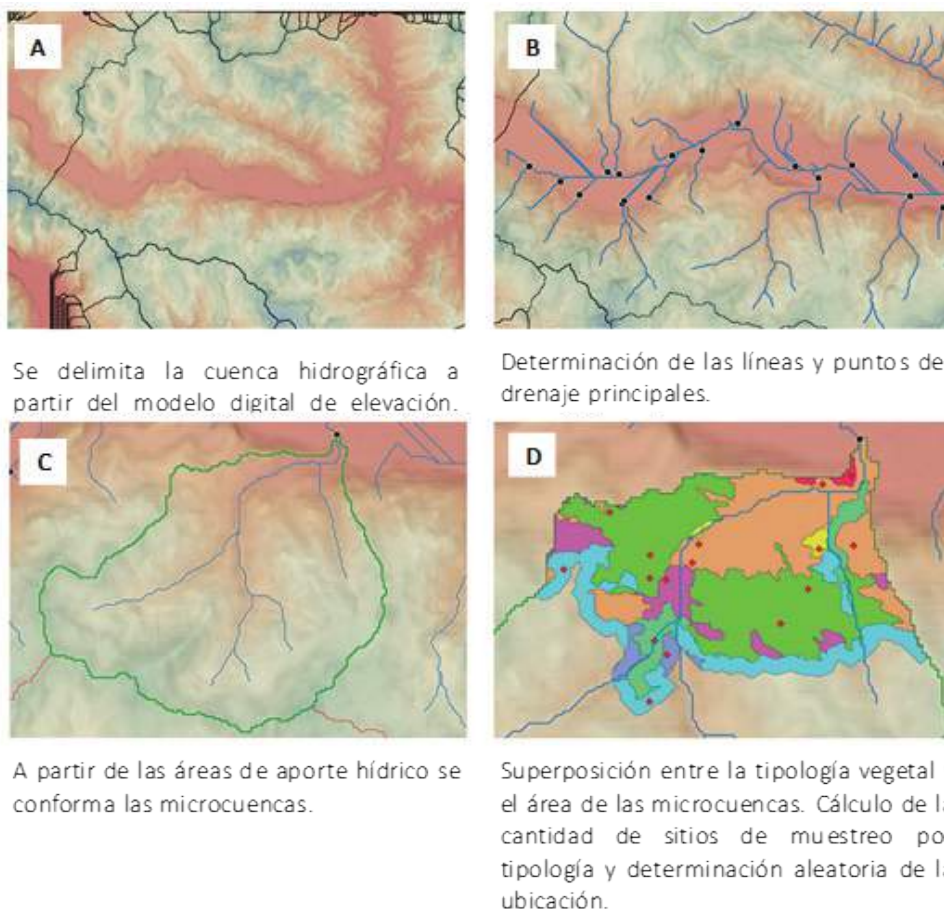 A
B
Se delimita la cuenca hidrográfica a
partir del modelo digital de elevación.
Determinación de las líneas y puntos de
drenaje principales.
C
D
A partir de las áreas de aporte hídrico se
conforma las microcuencas.
Superposición entre la tipología vegetal
el área de las microcuencas. Cálculo de la
cantidad de sitios de muestreo po
tipología y determinación aleatoria de la
ubicación.